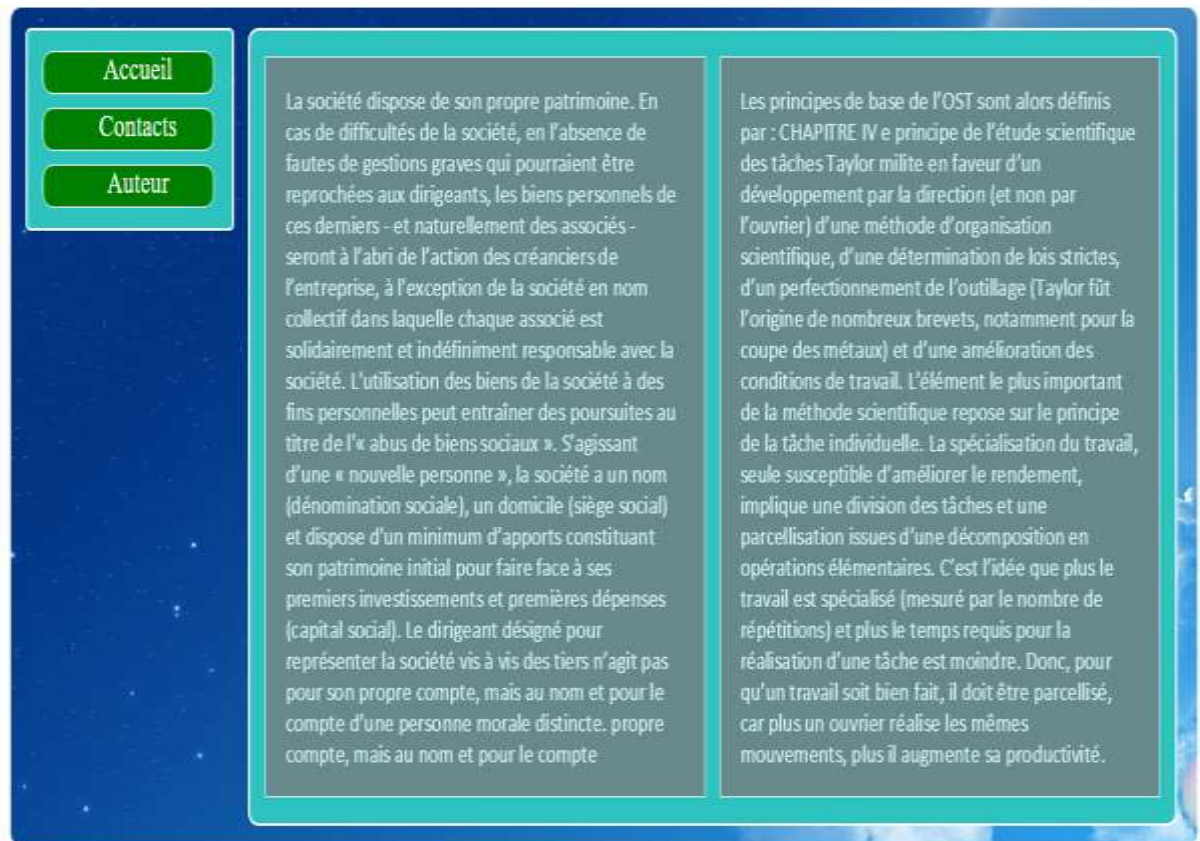 Accueil
Contacts
Auteur
La société dispose de son propre patrimoine. En
cas de difficultés de la société, en l’absence de
fautes de gestions graves qui pourraient être
reprochées aux dirigeants, les biens personnels de
ces derniers - et naturellement des associés -
seront à l’abri de l’action des créanciers de
l’entreprise, à l’exception de la société en nom
collectif dans laquelle chaque associé est
solidairement et indéfiniment responsable avec la
société. L’utilisation des biens de la société à des
fins personnelles peut entraîner des poursuites au
titre de l’« abus de biens sociaux ». S’agissant
d’une « nouvelle personne », la société a un nom
(dénomination sociale), un domicile (siège social)
et dispose d’un minimum d’apports constituant
son patrimoine initial pour faire face à ses
premiers investissements et premières dépenses
(capital social). Le dirigeant désigné pour
représenter la société vis à vis des tiers n’agit pas
pour son propre compte, mais au nom et pour le
compte d’une personne morale distincte. propre
compte, mais au nom et pour le compte
Les principes de base de l’OST sont alors définis
par : CHAPITRE IV e principe de l’étude scientifique
des tâches Taylor milite en faveur d’un
développement par la direction (et non par
l’ouvrier) d’une méthode d’organisation
scientifique, d’une détermination de lois strictes,
d’un perfectionnement de l’outillage (Taylor fût
l’origine de nombreux brevets, notamment pour la
coupe des métaux) et d’une amélioration des
conditions de travail. L’élément le plus important
de la méthode scientifique repose sur le principe
de la tâche individuelle. La spécialisation du travail,
seule susceptible d’améliorer le rendement,
implique une division des tâches et une
parcellisation issues d’une décomposition en
opérations élémentaires. C’est l’idée que plus le
travail est spécialisé (mesuré par le nombre de
répétitions) et plus le temps requis pour la
réalisation d’une tâche est moindre. Donc, pour
qu’un travail soit bien fait, il doit être parcellisé,
car plus un ouvrier réalise les mêmes
mouvements, plus il augmente sa productivité.